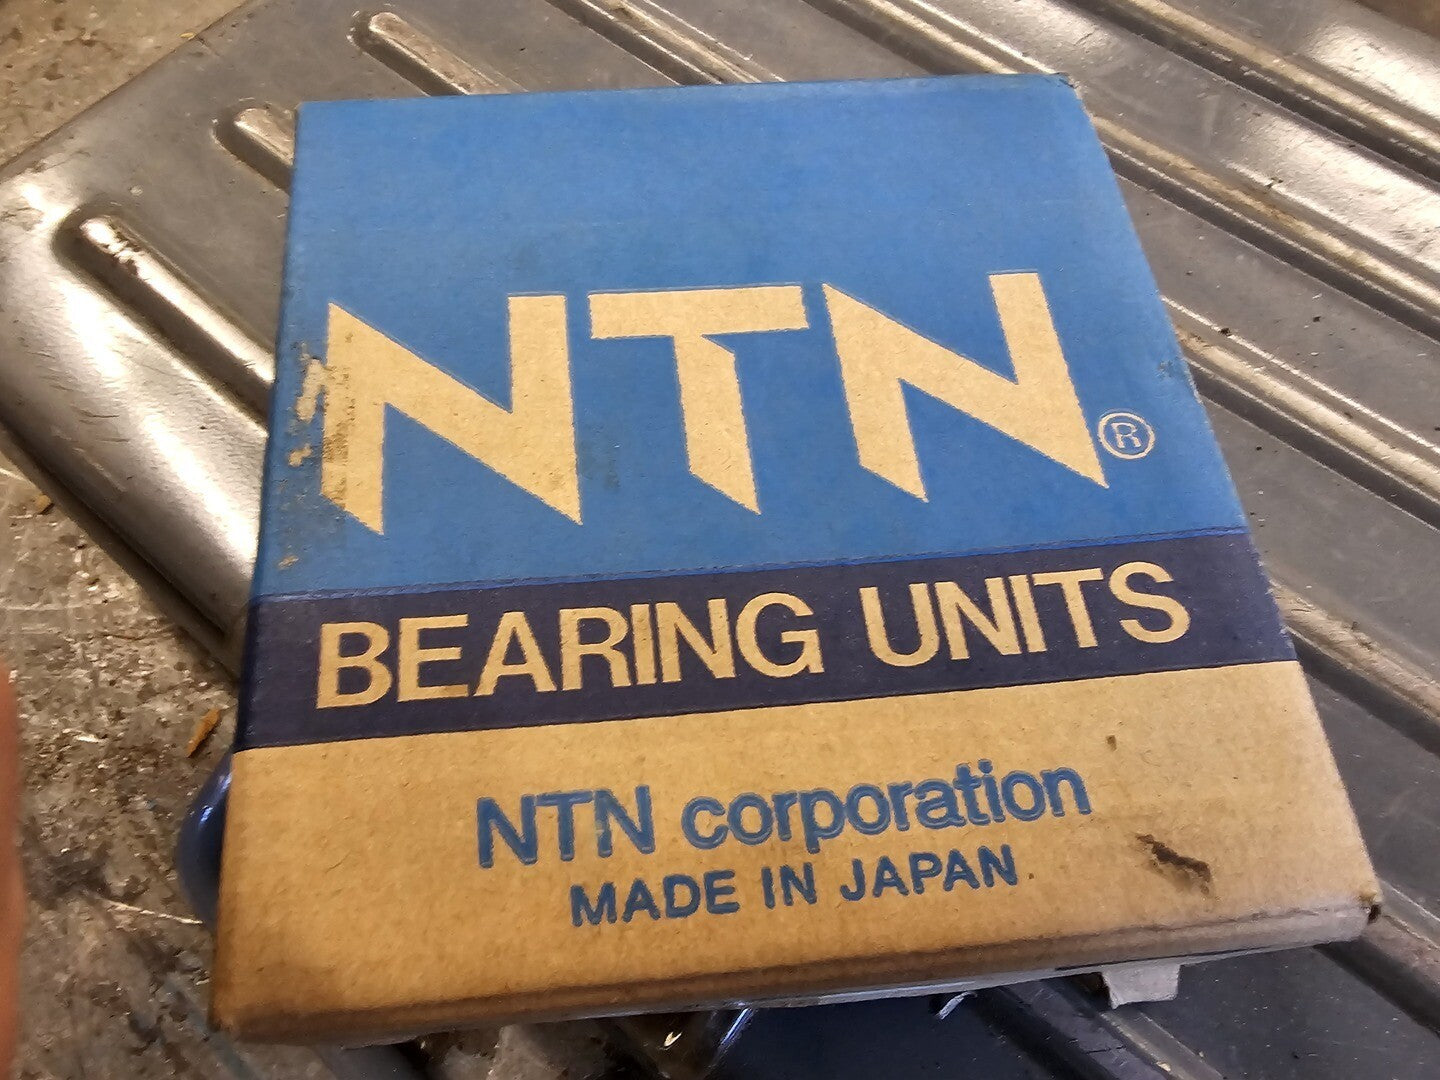 NTN®
BEARING UNITS
NTN corporation
MADE IN JAPAN